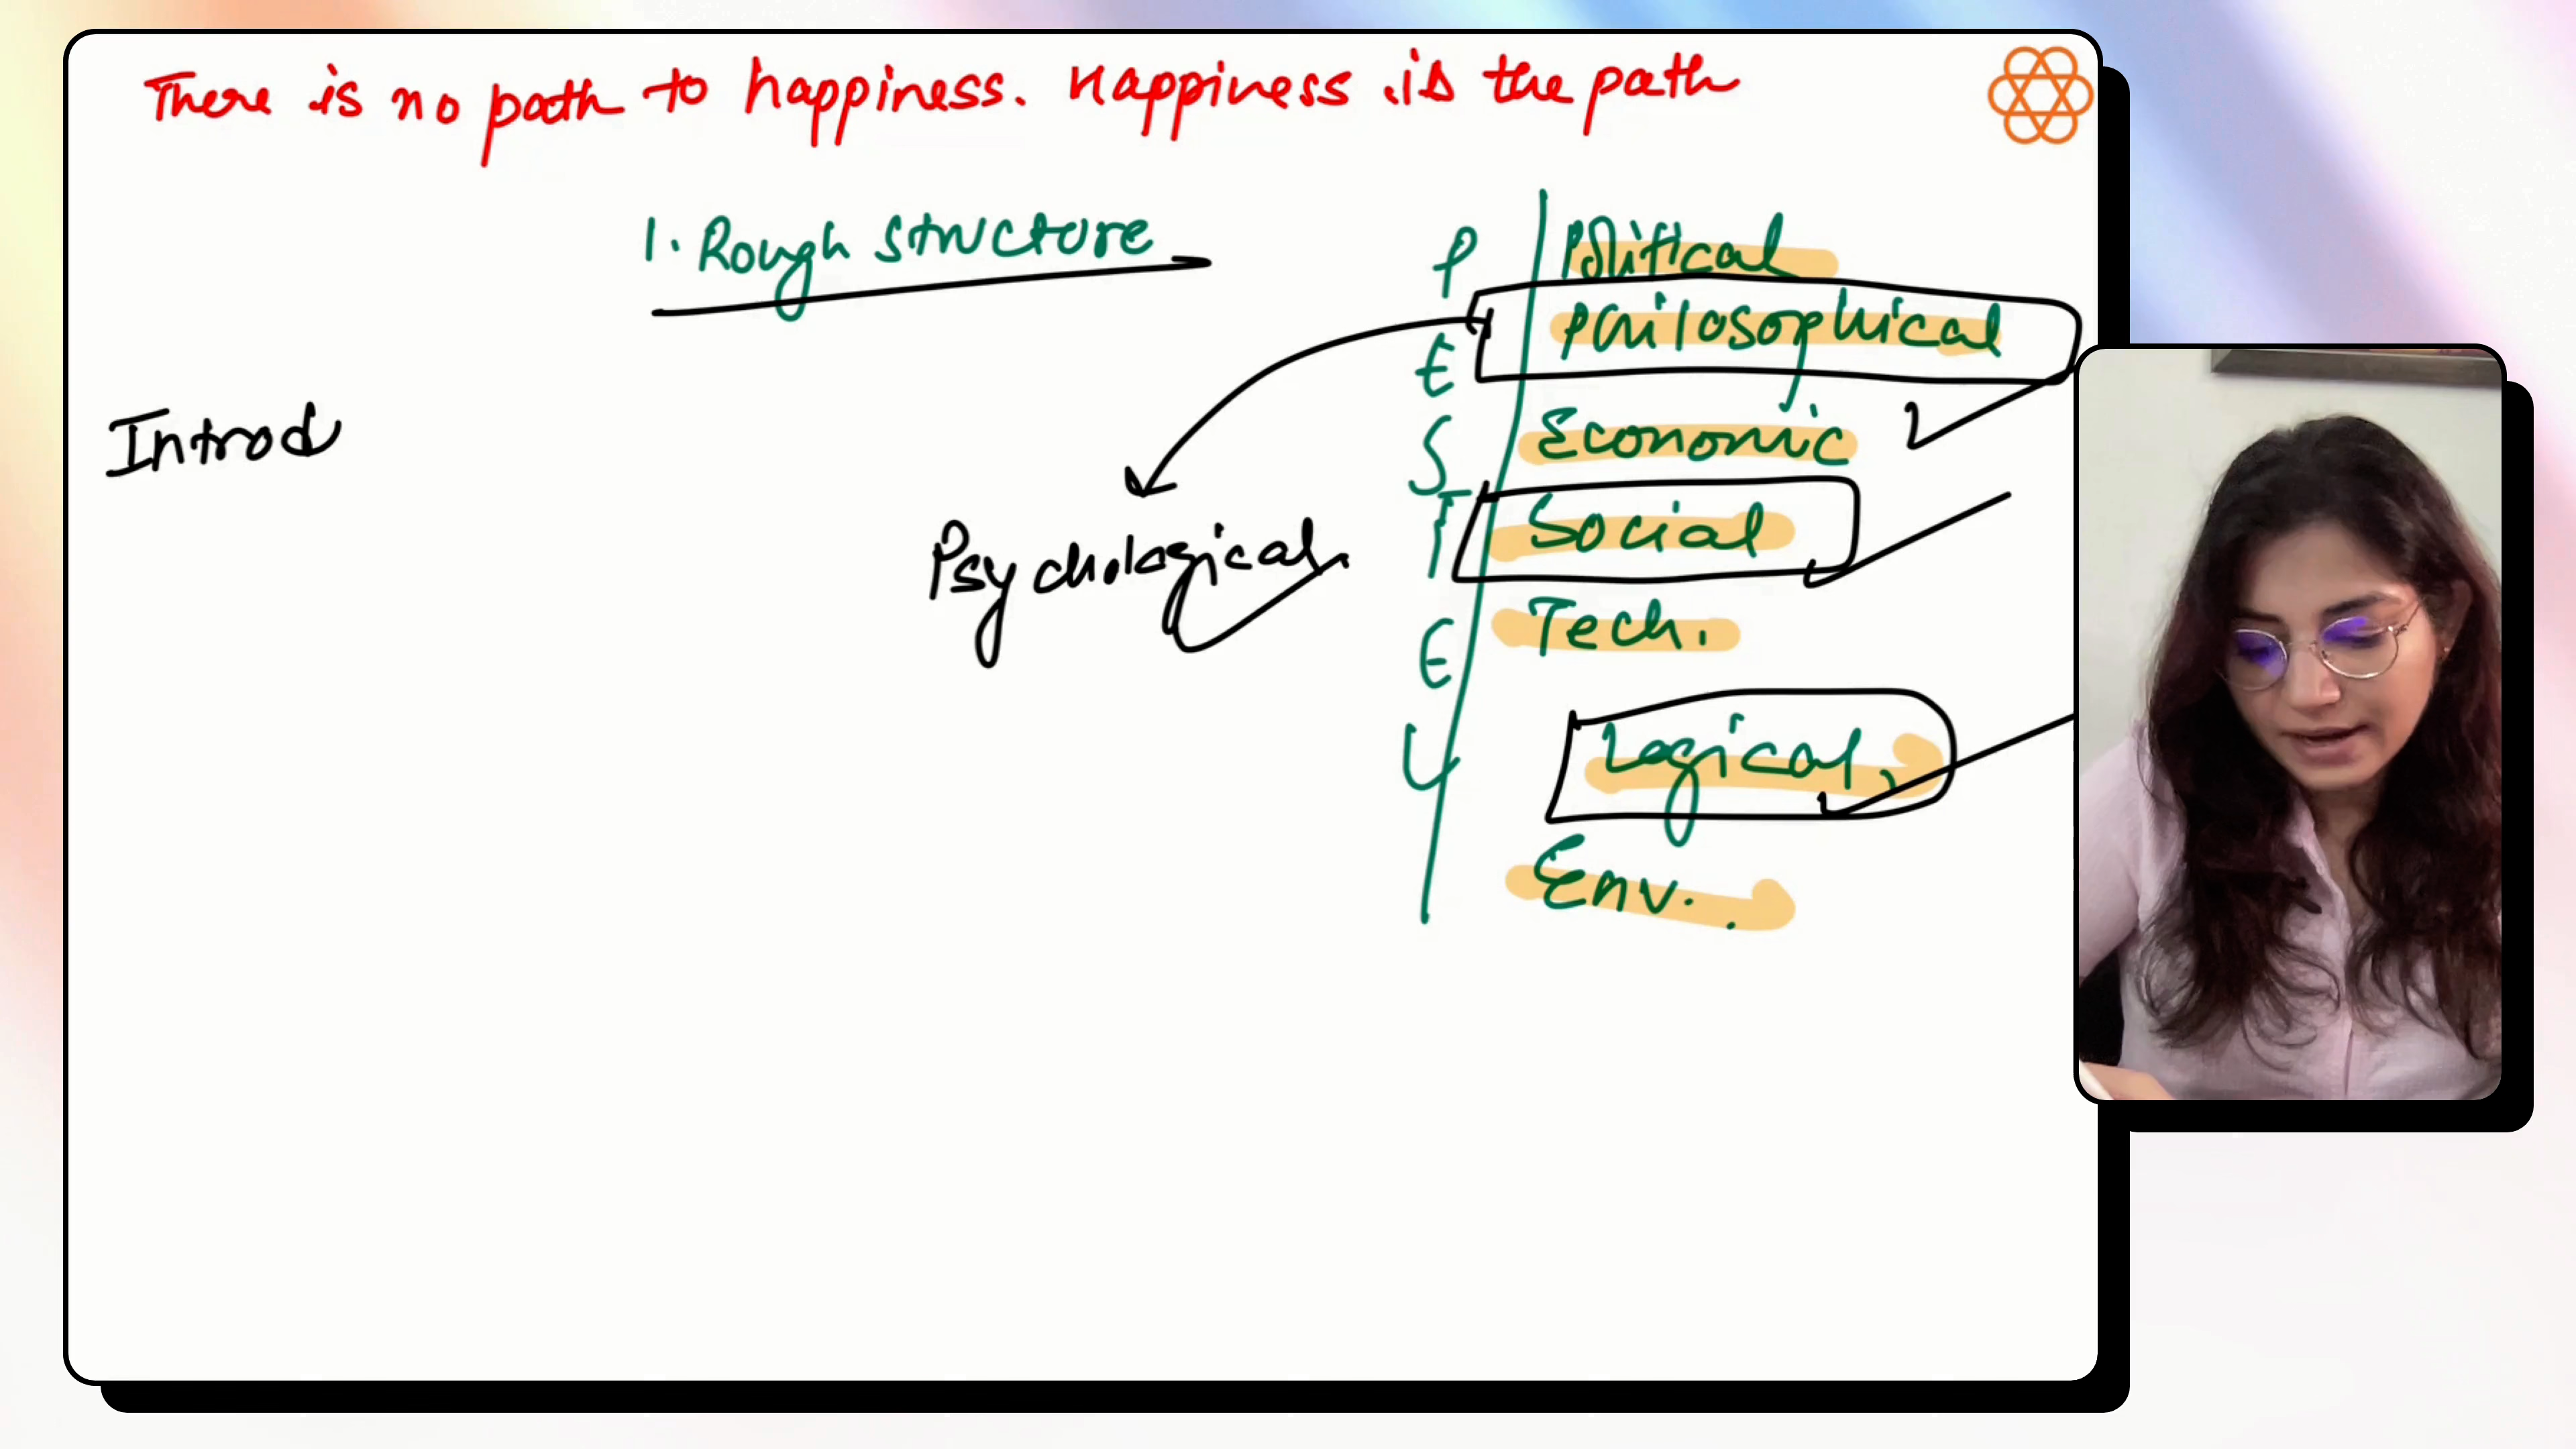 There is no path to happiness. Happiness is the path
1. Rough structure
P Political
Philosophical
E
Economic
S
Introd
T Social
Psychological
Tech.
E
L Logical,
Env..